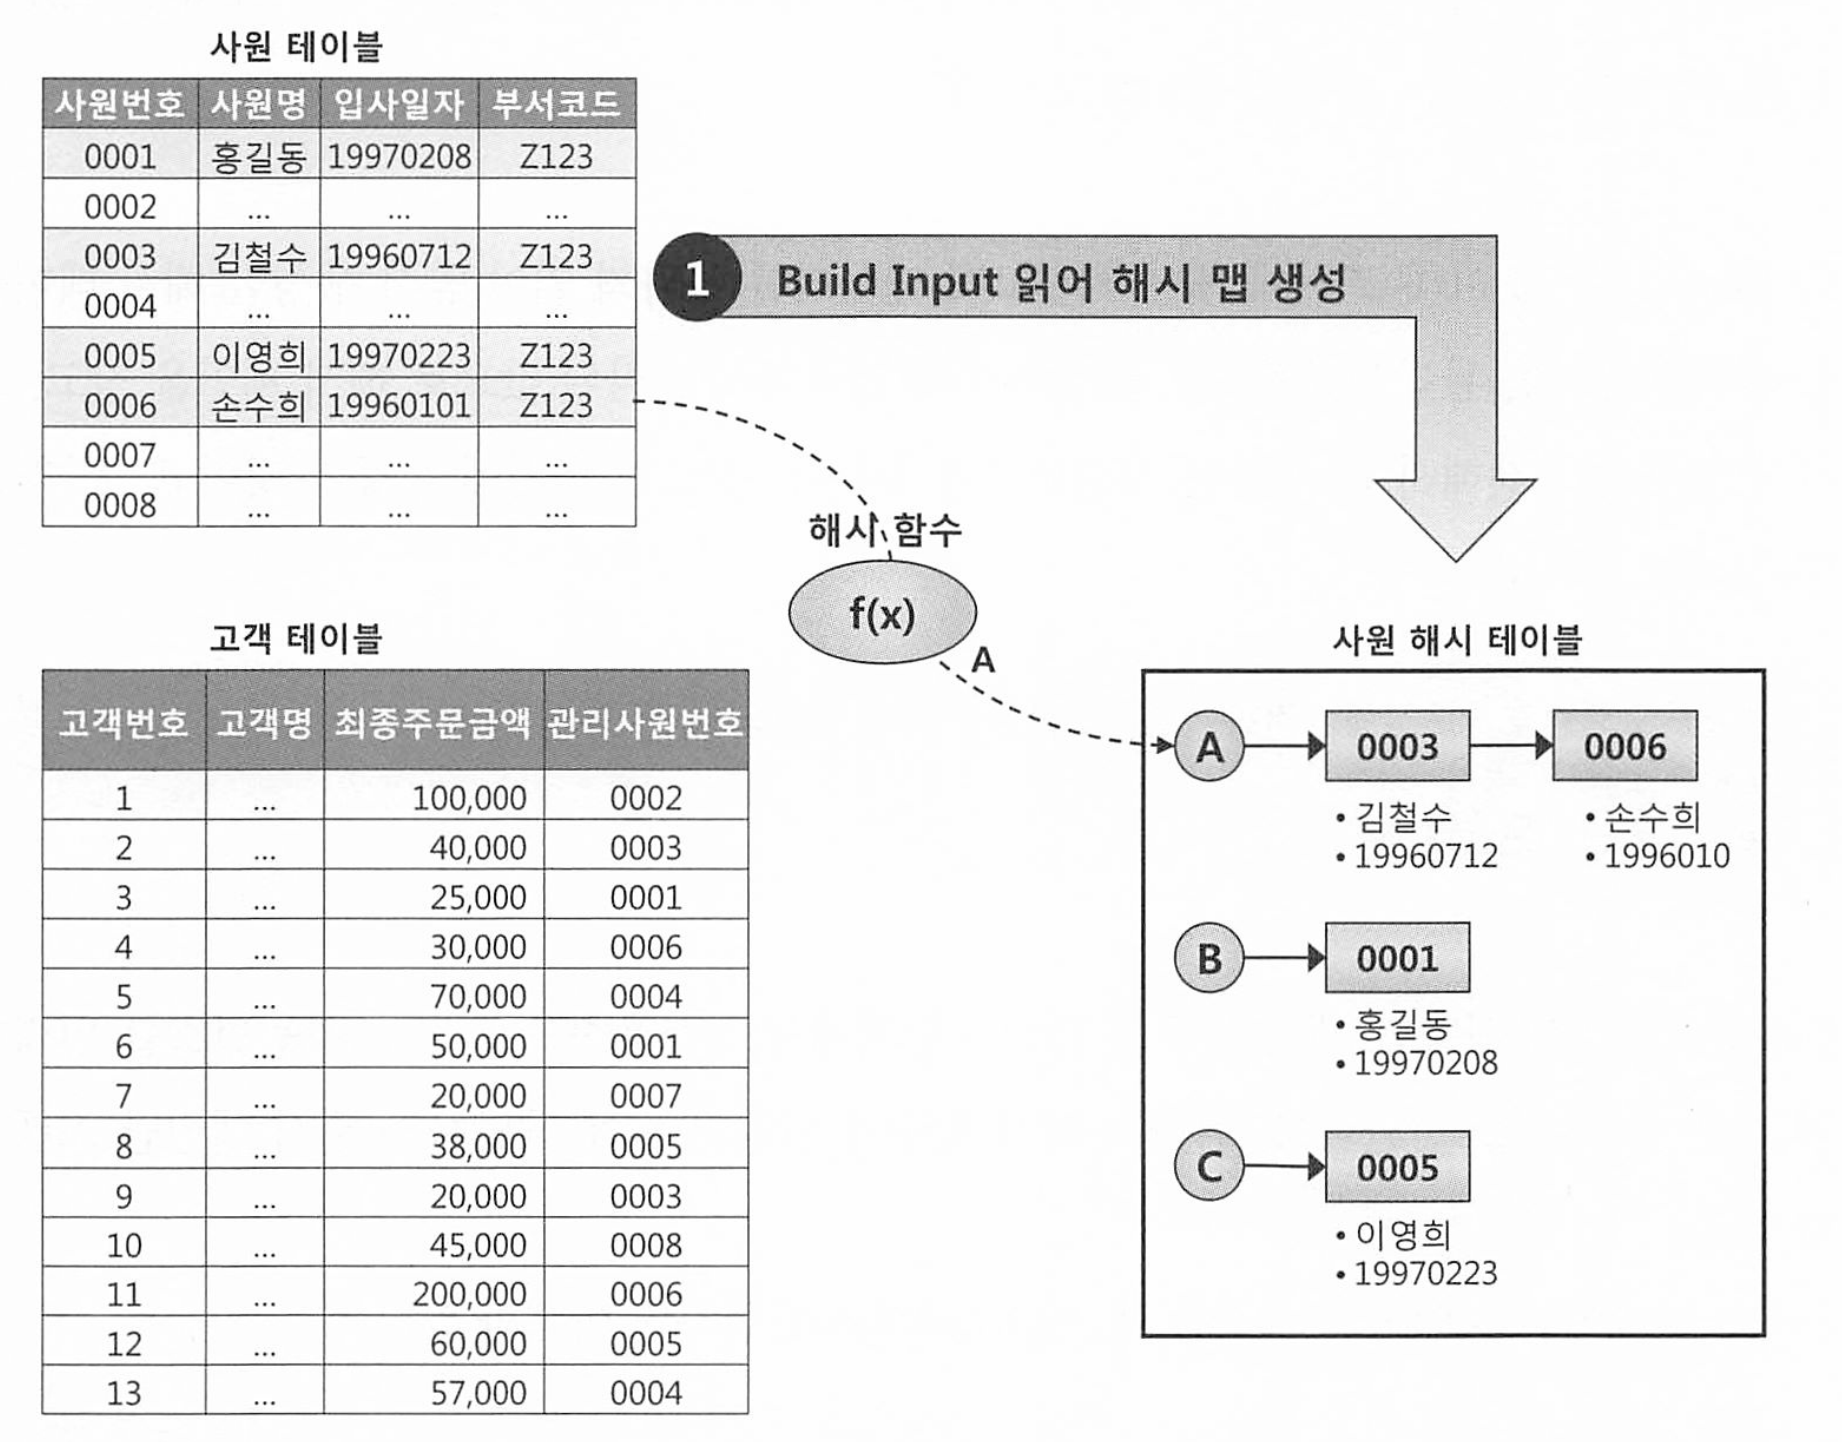 사원 테이블
사원번호 사원명 입사일자 부서코드
0001 홍길동 19970208 Z123
0002 ... ... ...
0003 김철수 19960712 Z123
0004 ... ... ...
0005 이영희 19970223 Z123
0006 손수희 19960101 Z123
0007 ... ... ...
0008 ... ... ...
1 Build Input 읽어 해시 맵 생성
해시 함수
f(x)
A
고객 테이블
고객번호 고객명 최종주문금액 관리사원번호
1 ... 100,000 0002
2 ... 40,000 0003
3 ... 25,000 0001
4 ... 30,000 0006
5 ... 70,000 0004
6 ... 50,000 0001
7 ... 20,000 0007
8 ... 38,000 0005
9 ... 20,000 0003
10 ... 45,000 0008
11 ... 200,000 0006
12 ... 60,000 0005
13 ... 57,000 0004
사원 해시 테이블
A 0003 0006
• 김철수 • 손수희
• 19960712 • 1996010
B 0001
• 홍길동
• 19970208
C 0005
• 이영희
• 19970223